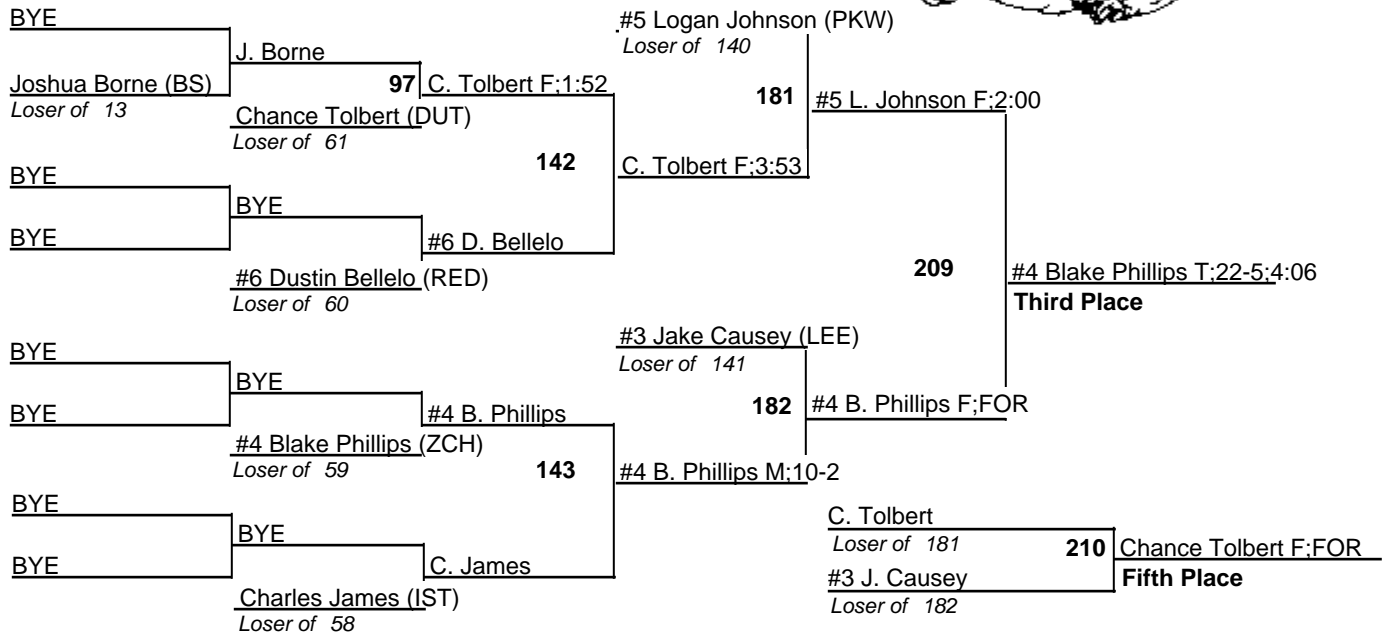 BYE
#5 Logan Johnson (PKW)
Loser of 140
J. Borne
Joshua Borne (BS)
Loser of 13
97
C. Tolbert F;1:52
181
#5 L. Johnson F;2:00
Chance Tolbert (DUT)
Loser of 61
142
C. Tolbert F;3:53
BYE
BYE
BYE
#6 D. Bellelo
209
#4 Blake Phillips T;22-5;4:06
Third Place
#6 Dustin Bellelo (RED)
Loser of 60
#3 Jake Causey (LEE)
Loser of 141
BYE
BYE
BYE
#4 B. Phillips
182
#4 B. Phillips F;FOR
#4 Blake Phillips (ZCH)
Loser of 59
143
#4 B. Phillips M;10-2
BYE
BYE
BYE
C. James
C. Tolbert
Loser of 181
210
Chance Tolbert F;FOR
Fifth Place
#3 J. Causey
Loser of 182
Charles James (IST)
Loser of 58